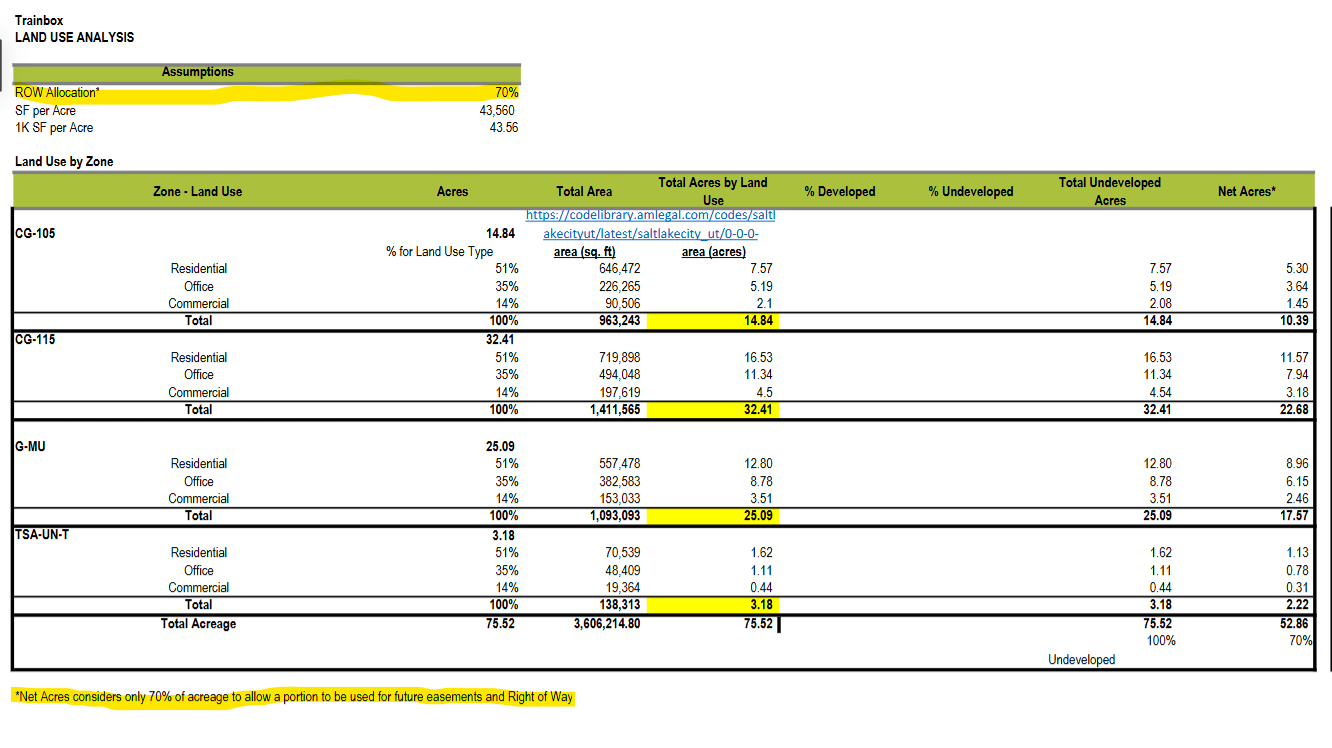 Trainbox
LAND USE ANALYSIS
Assumptions
ROW Allocation* 70%
SF per Acre 43,560
1K SF per Acre 43.56
Land Use by Zone
Zone - Land Use Acres Total Area Total Acres by Land Use % Developed % Undeveloped Total Undeveloped Acres Net Acres*
https://codelibrary.amlegal.com/codes/saltl
CG-105 14.84 akecityut/latest/saltlakecity_ut/0-0-0-
% for Land Use Type area (sq. ft) area (acres)
Residential 51% 646,472 7.57 7.57 5.30
Office 35% 226,265 5.19 5.19 3.64
Commercial 14% 90,506 2.1 2.08 1.45
Total 100% 963,243 14.84 14.84 10.39
CG-115 32.41
Residential 51% 719,898 16.53 16.53 11.57
Office 35% 494,048 11.34 11.34 7.94
Commercial 14% 197,619 4.5 4.54 3.18
Total 100% 1,411,565 32.41 32.41 22.68
G-MU 25.09
Residential 51% 557,478 12.80 12.80 8.96
Office 35% 382,583 8.78 8.78 6.15
Commercial 14% 153,033 3.51 3.51 2.46
Total 100% 1,093,093 25.09 25.09 17.57
TSA-UN-T 3.18
Residential 51% 70,539 1.62 1.62 1.13
Office 35% 48,409 1.11 1.11 0.78
Commercial 14% 19,364 0.44 0.44 0.31
Total 100% 138,313 3.18 3.18 2.22
Total Acreage 75.52 3,606,214.80 75.52 75.52 52.86
100% 70%
Undeveloped
*Net Acres considers only 70% of acreage to allow a portion to be used for future easements and Right of Way